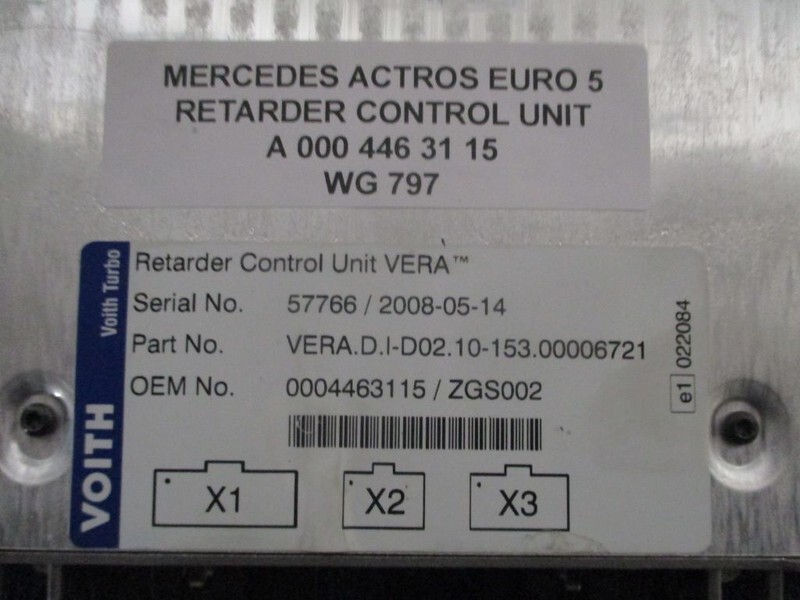 MERCEDES ACTROS EURO 5
RETARDER CONTROL UNIT
A 000 446 31 15
WG 797
VOITH Voith Turbo
Retarder Control Unit VERA™
Serial No. 57766 / 2008-05-14
Part No. VERA.D.I-D02.10-153.00006721
OEM No. 0004463115 / ZGS002
e1 022084
X1 X2 X3